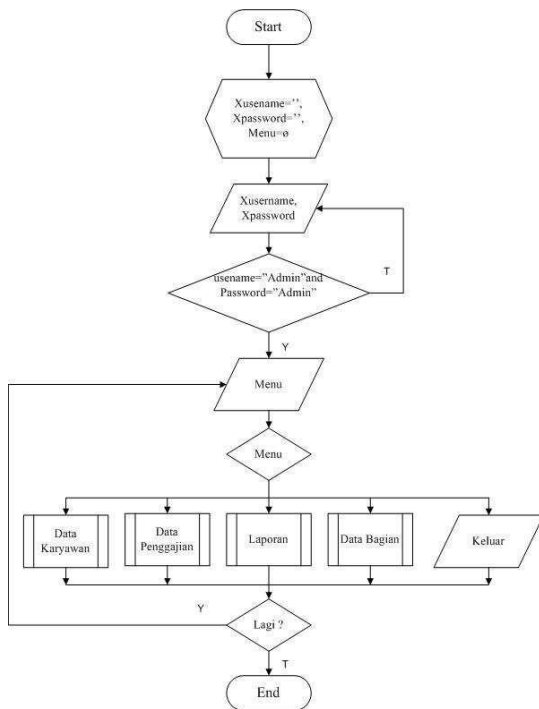 Start
Xusename=’’,
Xpassword=’’,
Menu=ø
Xusername,
Xpassword
T
usename=”Admin”and
Password=”Admin”
Y
Menu
Menu
Data
Karyawan
Data
Penggajian
Laporan
Data Bagian
Keluar
Y
Lagi ?
T
End